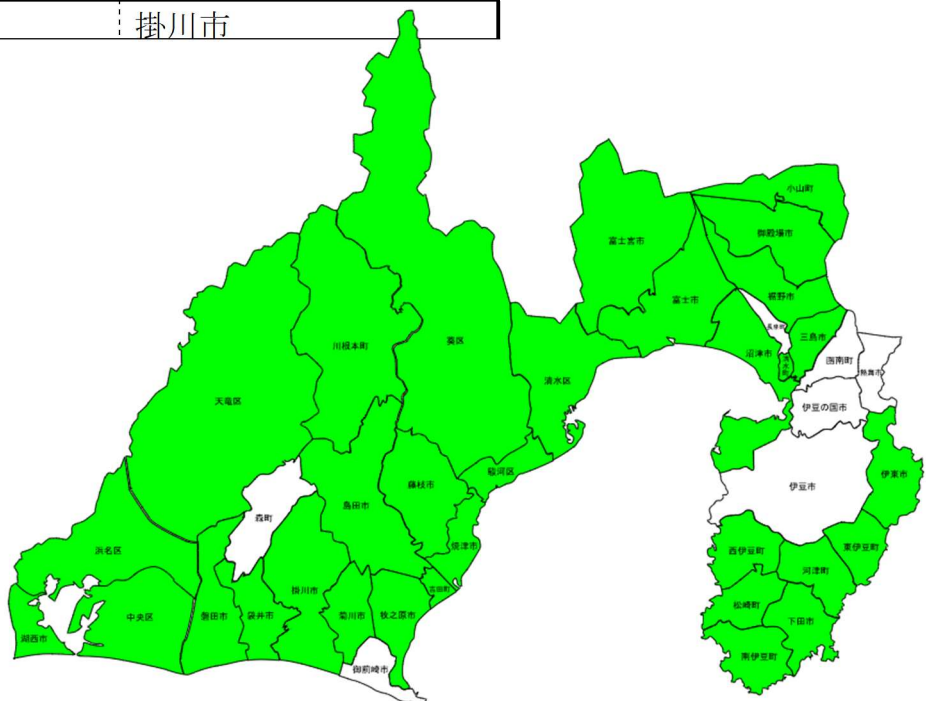 掛川市
小山町
御殿場市
富士宮市
裾野市
富士市
長泉町
三島市
川根本町
葵区
沼津市
函南町
清水町
熱海市
清水区
天竜区
伊豆の国市
駿河区
伊東市
藤枝市
伊豆市
島田市
森町
焼津市
浜名区
西伊豆町
東伊豆町
河津町
掛川市
吉田町
松崎町
中央区
磐田市
袋井市
菊川市
牧之原市
下田市
湖西市
南伊豆町
御前崎市